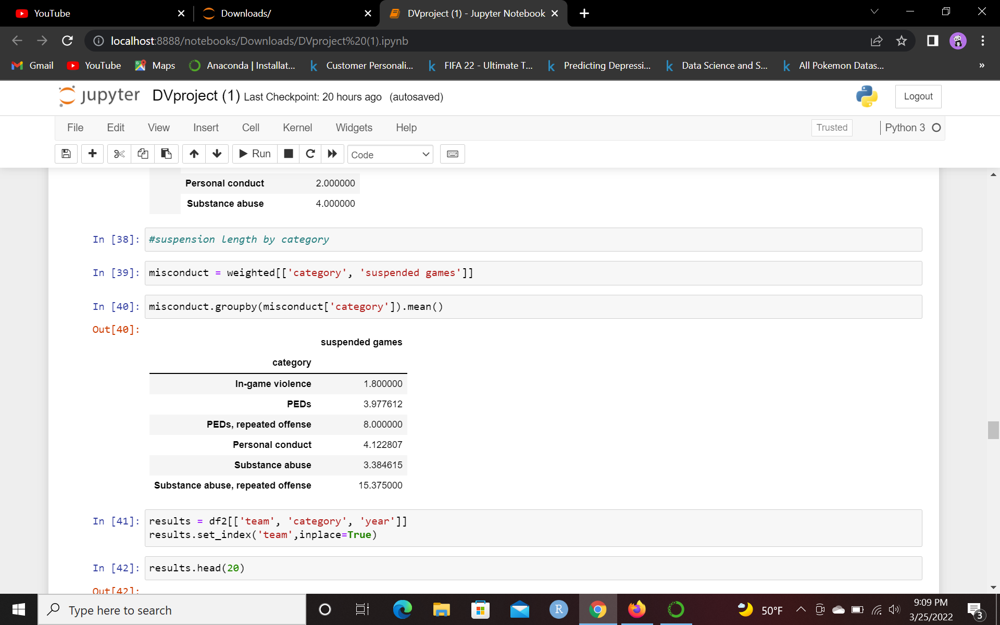 YouTube
Downloads/
DVproject (1) - Jupyter Notebook
localhost:8888/notebooks/Downloads/DVproject%20(1).ipynb
Gmail YouTube Maps Anaconda | Installat... Customer Personali... FIFA 22 - Ultimate T... Predicting Depressi... Data Science and S... All Pokemon Datas... »
jupyter DVproject (1) Last Checkpoint: 20 hours ago (autosaved)
Logout
File Edit View Insert Cell Kernel Widgets Help
Trusted
Python 3
Run
Code
Personal conduct 2.000000
Substance abuse 4.000000
In [38]: #suspension length by category
In [39]: misconduct = weighted[['category', 'suspended games']]
In [40]: misconduct.groupby(misconduct['category']).mean()
Out[40]:
suspended games
category
In-game violence 1.800000
PEDs 3.977612
PEDs, repeated offense 8.000000
Personal conduct 4.122807
Substance abuse 3.384615
Substance abuse, repeated offense 15.375000
In [41]: results = df2[['team', 'category', 'year']]
results.set_index('team',inplace=True)
In [42]: results.head(20)
Out[42]:
Type here to search
R
50°F
9:09 PM
3/25/2022
3